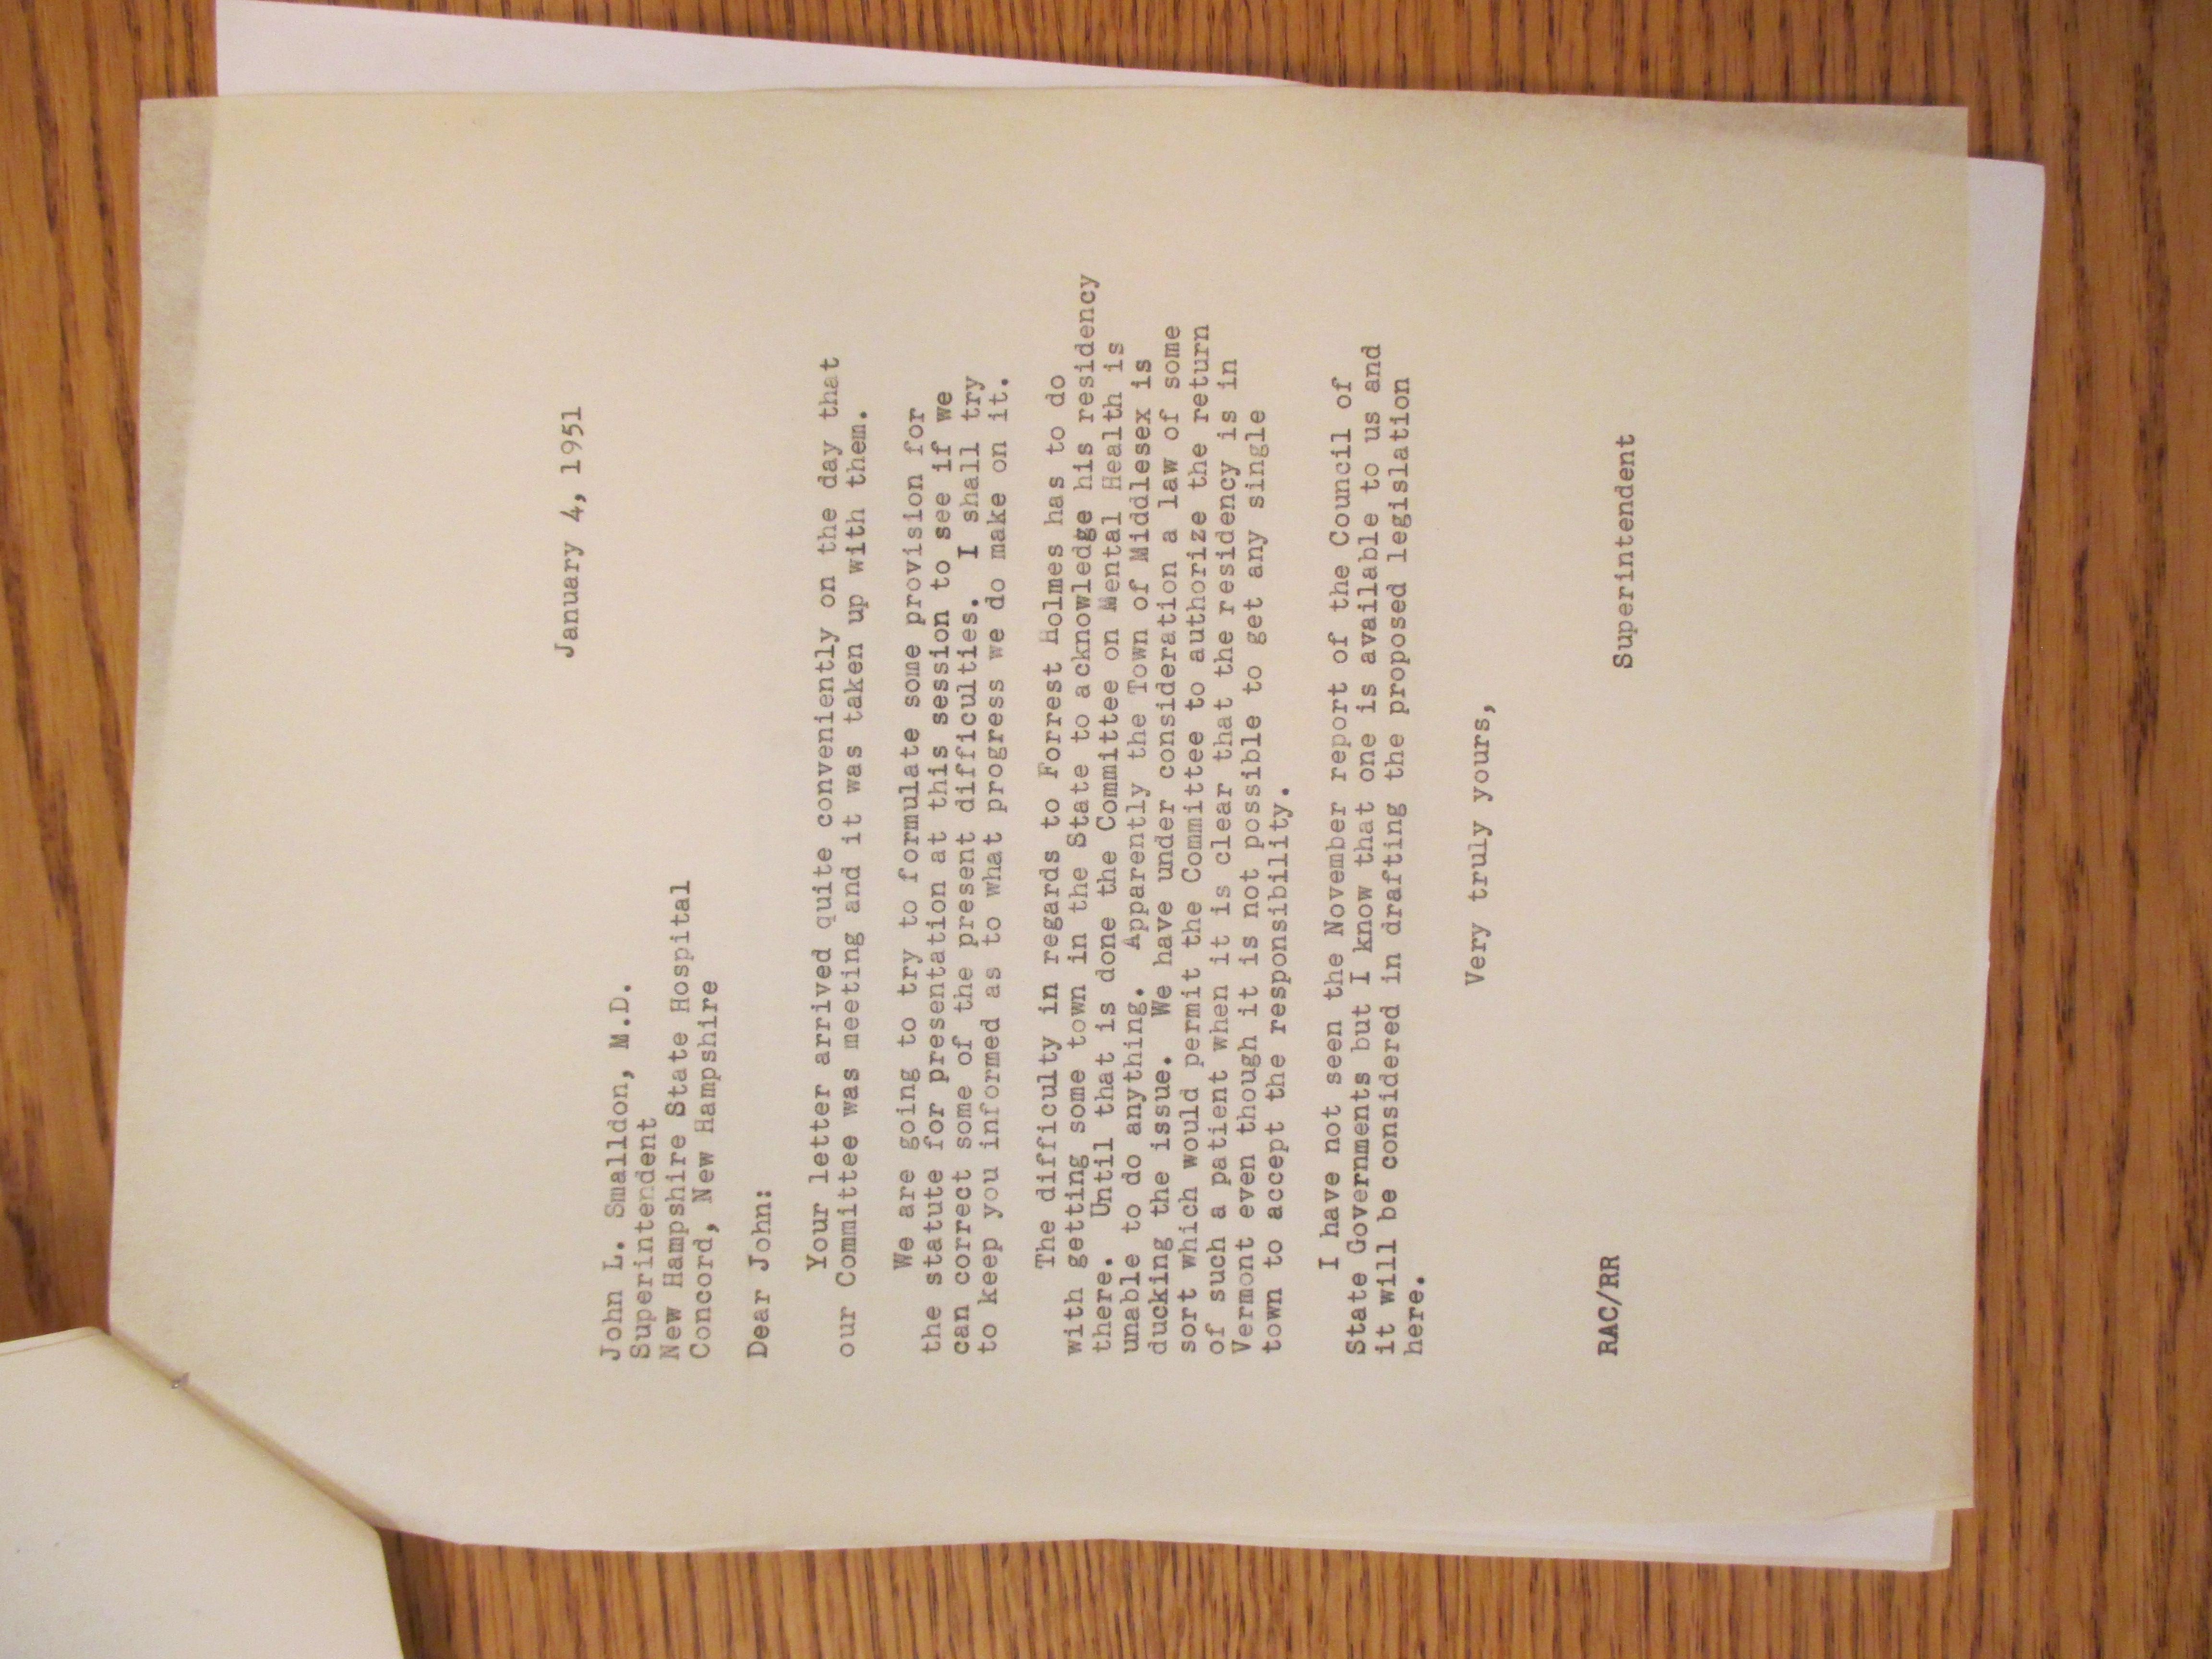 January 4, 1951
John L. Smalldon, M.D.
Superintendent
New Hampshire State Hospital
Concord, New Hampshire
Dear John:
Your letter arrived quite conveniently on the day that
our Committee was meeting and it was taken up with them.
We are going to try to formulate some provision for
the statute for presentation at this session to see if we
can correct some of the present difficulties. I shall try
to keep you informed as to what progress we do make on it.
The difficulty in regards to Forrest Holmes has to do
with getting some town in the State to acknowledge his residency
there. Until that is done the Committee on Mental Health is
unable to do anything. Apparently the Town of Middlesex is
ducking the issue. We have under consideration a law of some
sort which would permit the Committee to authorize the return
of such a patient when it is clear that the residency is in
Vermont even though it is not possible to get any single
town to accept the responsibility.
I have not seen the November report of the Council of
State Governments but I know that one is available to us and
it will be considered in drafting the proposed legislation
here.
Very truly yours,
RAC/RR
Superintendent